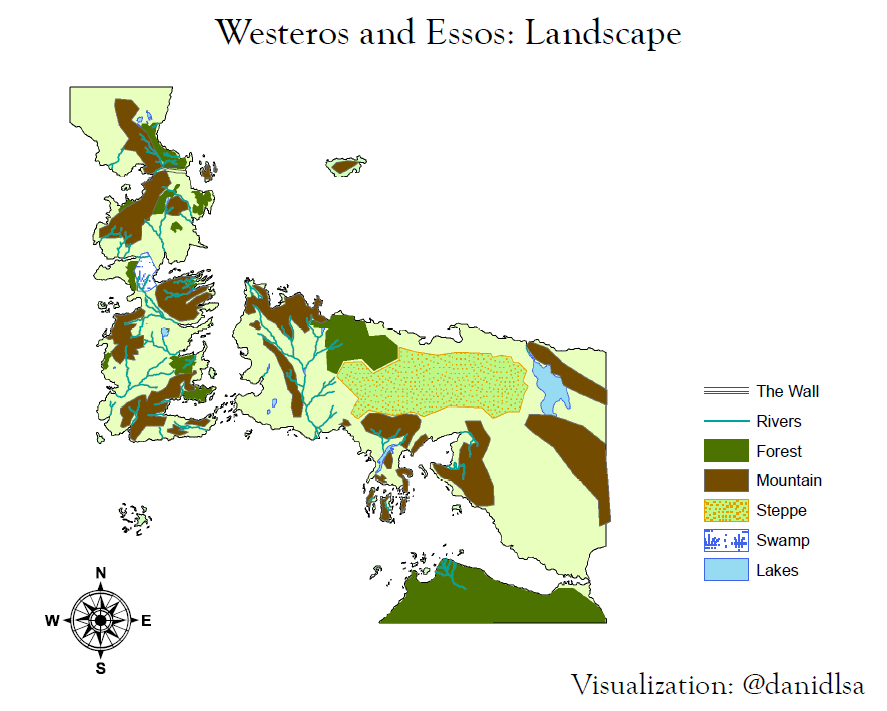 Westeros and Essos: Landscape
The Wall
Rivers
Forest
Mountain
Steppe
Swamp
Lakes
N
W E
S
Visualization: @danidlsa